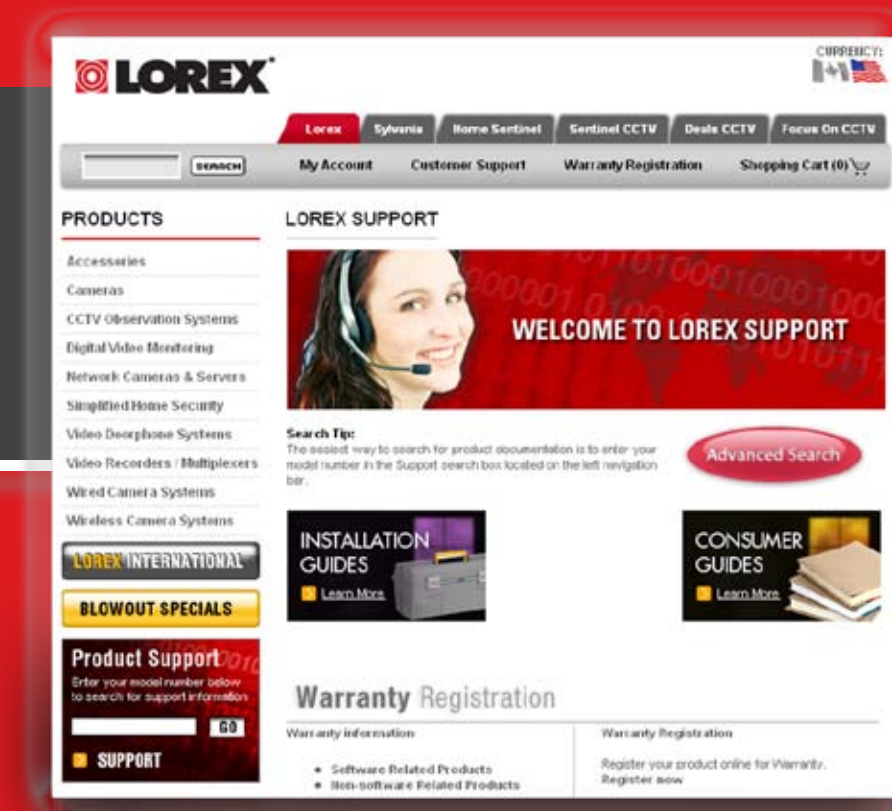 CURRENCY:
LOREX
Lorex
Sylvania
Home Sentinel
Sentinel CCTV
Deals CCTV
Focus On CCTV
SEARCH
My Account
Customer Support
Warranty Registration
Shopping Cart (0)
PRODUCTS
Accessories
Cameras
CCTV Observation Systems
Digital Video Monitoring
Network Cameras & Servers
Simplified Home Security
Video Doorphone Systems
Video Recorders / Multiplexers
Wired Camera Systems
Wireless Camera Systems
LOREX INTERNATIONAL
BLOWOUT SPECIALS
Product Support
Enter your model number below
to search for support information
GO
SUPPORT
LOREX SUPPORT
WELCOME TO LOREX SUPPORT
Search Tip:
The easiest way to search for product documentation is to enter your
model number in the Support search box located on the left navigation
bar.
Advanced Search
INSTALLATION
GUIDES
Learn More
CONSUMER
GUIDES
Learn More
Warranty Registration
Warranty information
Software Related Products
Non-software Related Products
Warranty Registration
Register your product online for Warranty.
Register now